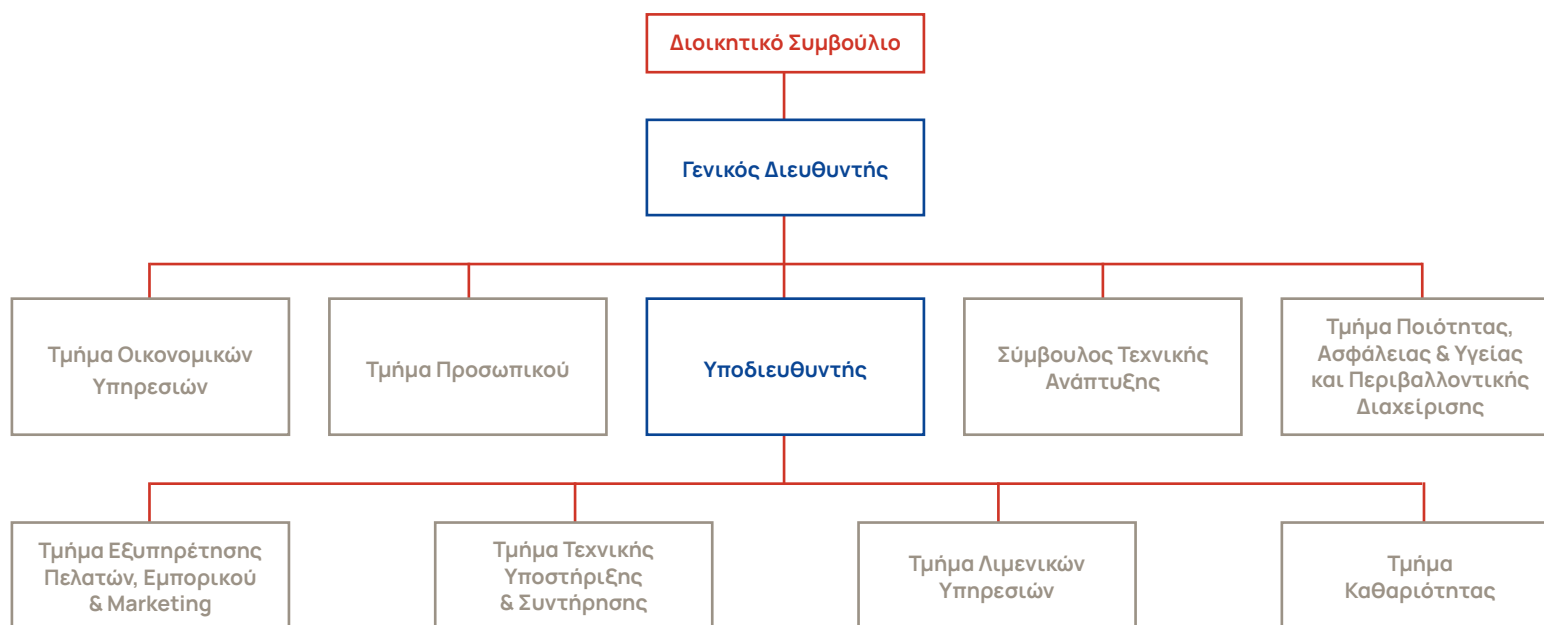 Διοικητικό Συμβούλιο
Γενικός Διευθυντής
Τμήμα Οικονομικών
Υπηρεσιών
Τμήμα Προσωπικού
Υποδιευθυντής
Σύμβουλος Τεχνικής
Ανάπτυξης
Τμήμα Ποιότητας,
Ασφάλειας & Υγείας
και Περιβαλλοντικής
Διαχείρισης
Τμήμα Εξυπηρέτησης
Πελατών, Εμπορικού
& Marketing
Τμήμα Τεχνικής
Υποστήριξης
& Συντήρησης
Τμήμα Λιμενικών
Υπηρεσιών
Τμήμα
Καθαριότητας